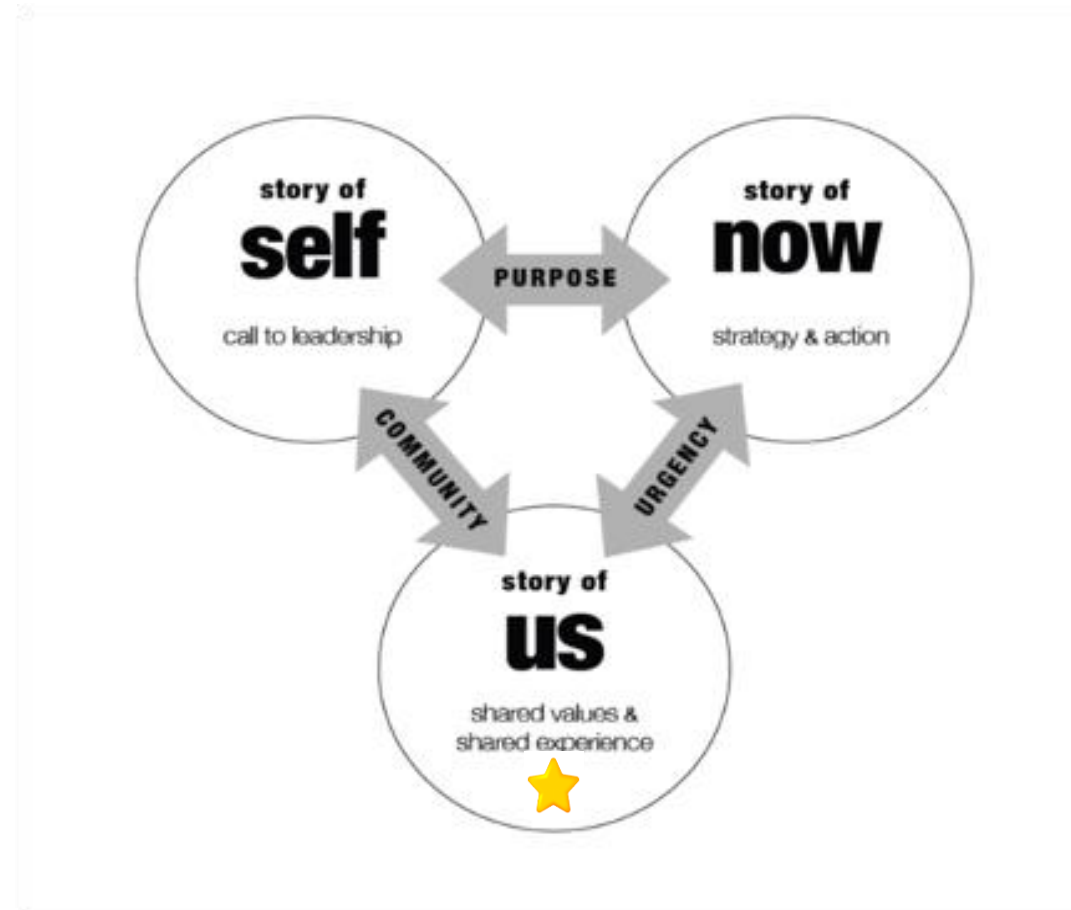 story of
self
call to leadership
PURPOSE
story of
now
strategy & action
COMMUNITY
URGENCY
story of
us
shared values &
shared experience